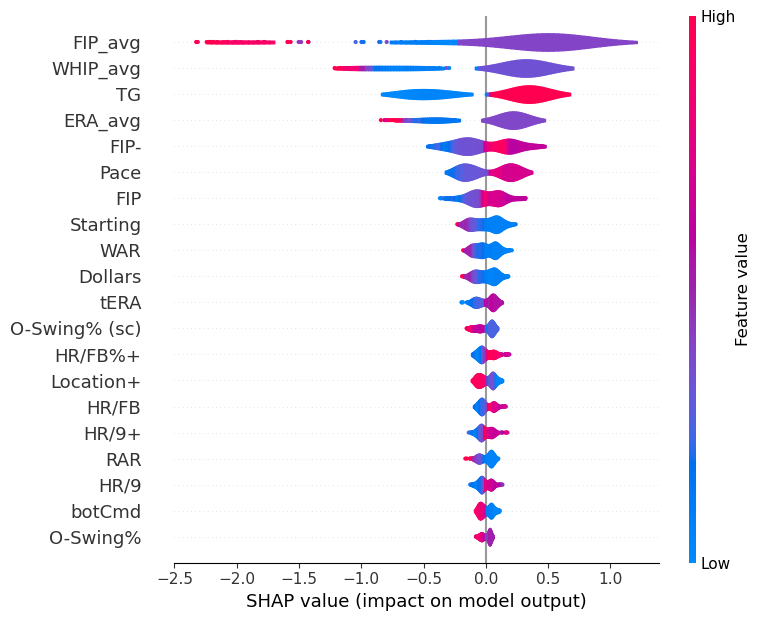 High
FIP_avg
WHIP_avg
TG
ERA_avg
FIP-
Pace
FIP
Starting
WAR
Dollars
tERA
O-Swing% (sc)
HR/FB%+
Location+
HR/FB
HR/9+
RAR
HR/9
botCmd
O-Swing%
Feature value
Low
−2.5 −2.0 −1.5 −1.0 −0.5 0.0 0.5 1.0
SHAP value (impact on model output)